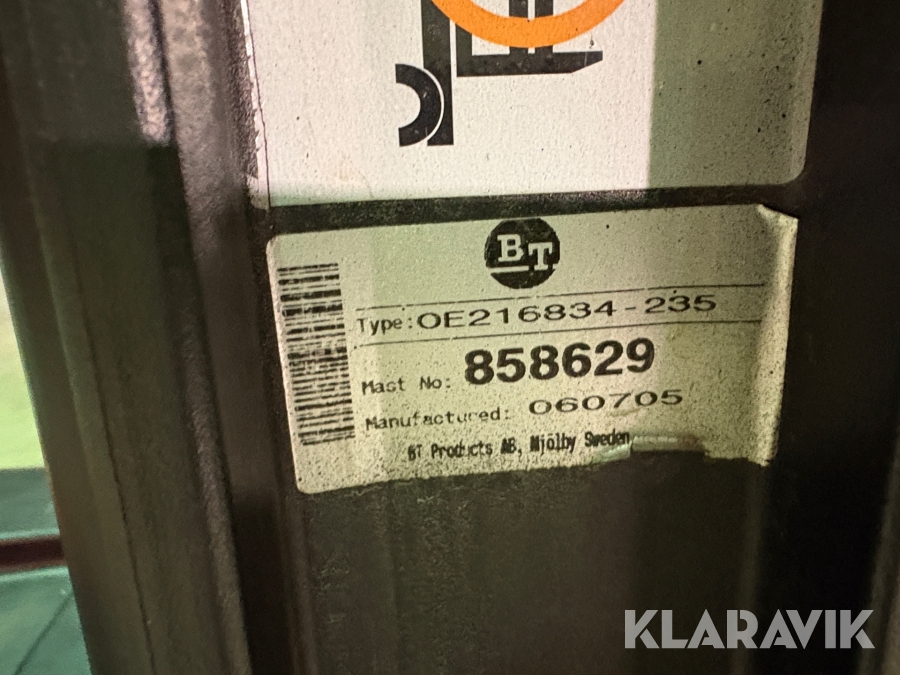 BT
Type:OE216834-235
Mast No: 858629
Manufactured: 060705
BT Products AB, Mjölby Sweden
KLARAVIK